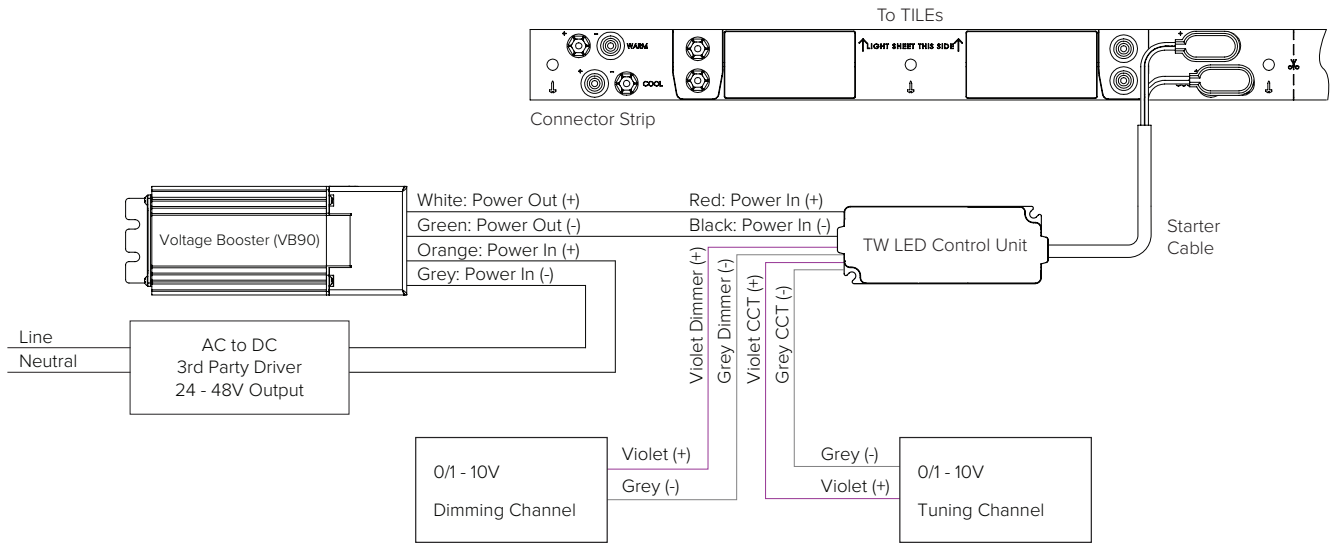 To TILEs
+
-
WARM
LIGHT SHEET THIS SIDE
+
+
-
COOL
+
Connector Strip
White: Power Out (+)
Red: Power In (+)
Green: Power Out (-)
Black: Power In (-)
Voltage Booster (VB90)
Orange: Power In (+)
Grey: Power In (-)
TW LED Control Unit
Starter
Cable
Violet Dimmer (+)
Grey Dimmer (-)
Violet CCT (+)
Grey CCT (-)
Line
Neutral
AC to DC
3rd Party Driver
24 - 48V Output
Violet (+)
Grey (-)
0/1 - 10V
Dimming Channel
Grey (-)
Violet (+)
0/1 - 10V
Tuning Channel